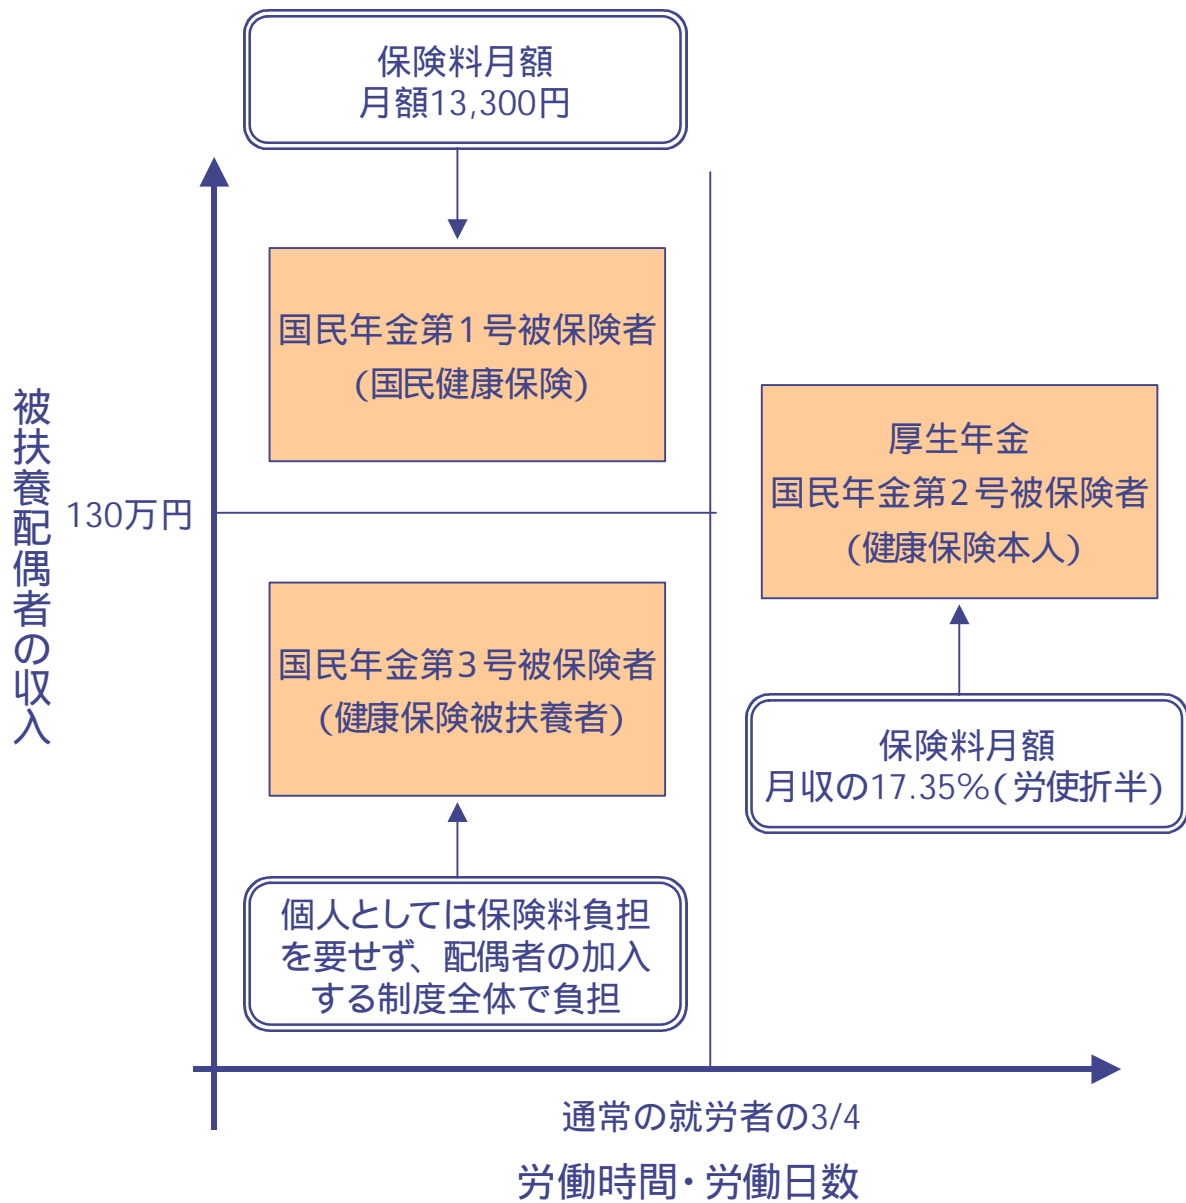 保険料月額
月額13,300円
国民年金第1号被保険者
(国民健康保険)
被扶養配偶者の収入
130万円
厚生年金
国民年金第2号被保険者
(健康保険本人)
国民年金第3号被保険者
(健康保険被扶養者)
保険料月額
月収の17.35%(労使折半)
個人としては保険料負担
を要せず、配偶者の加入
する制度全体で負担
通常の就労者の3/4
労働時間・労働日数